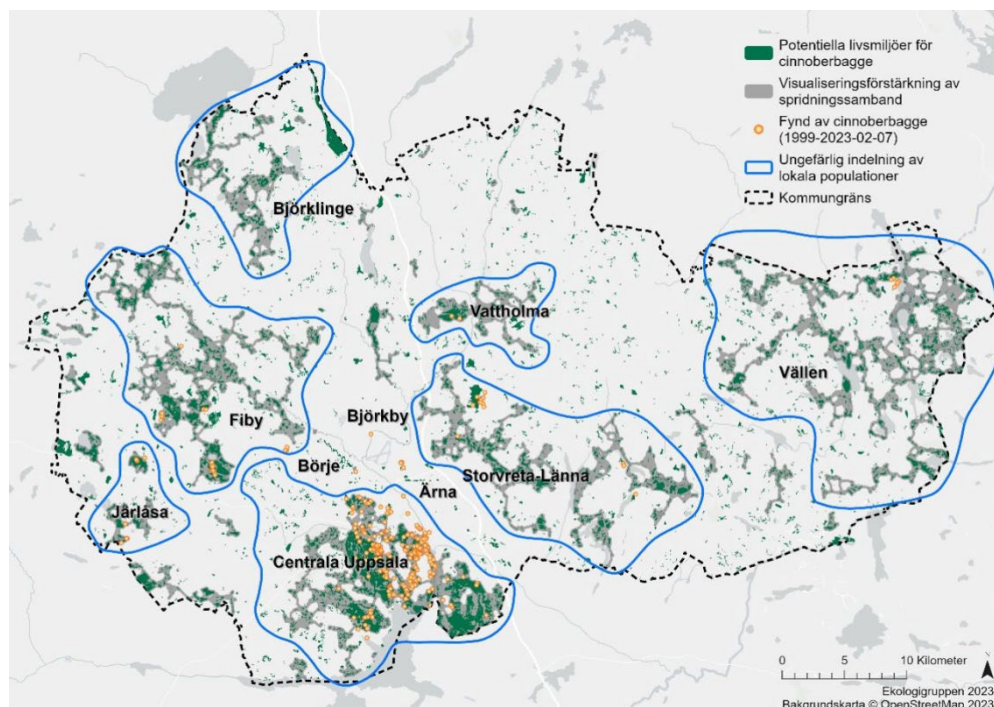 Potentiella livsmiljöer för
cinnoberbagge
Visualiseringsförstärkning av
spridningssamband
Fynd av cinnoberbagge
(1999-2023-02-07)
Ungefärlig indelning av
lokala populationer
Kommungräns
Björklinge
Vattholma
Vällen
Fiby
Björkby
Börje
Storvreta-Länna
Ärna
Järlåsa
Centrala Uppsala
0 5 10 Kilometer
Ekologigruppen 2023
Bakgrundskarta © OpenStreetMap 2023